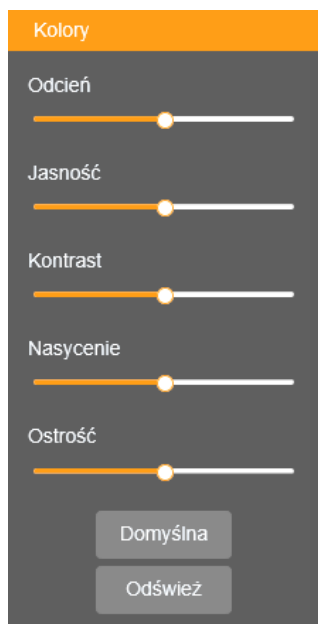 Kolory
Odcień
Jasność
Kontrast
Nasycenie
Ostrość
Domyślna
Odśwież